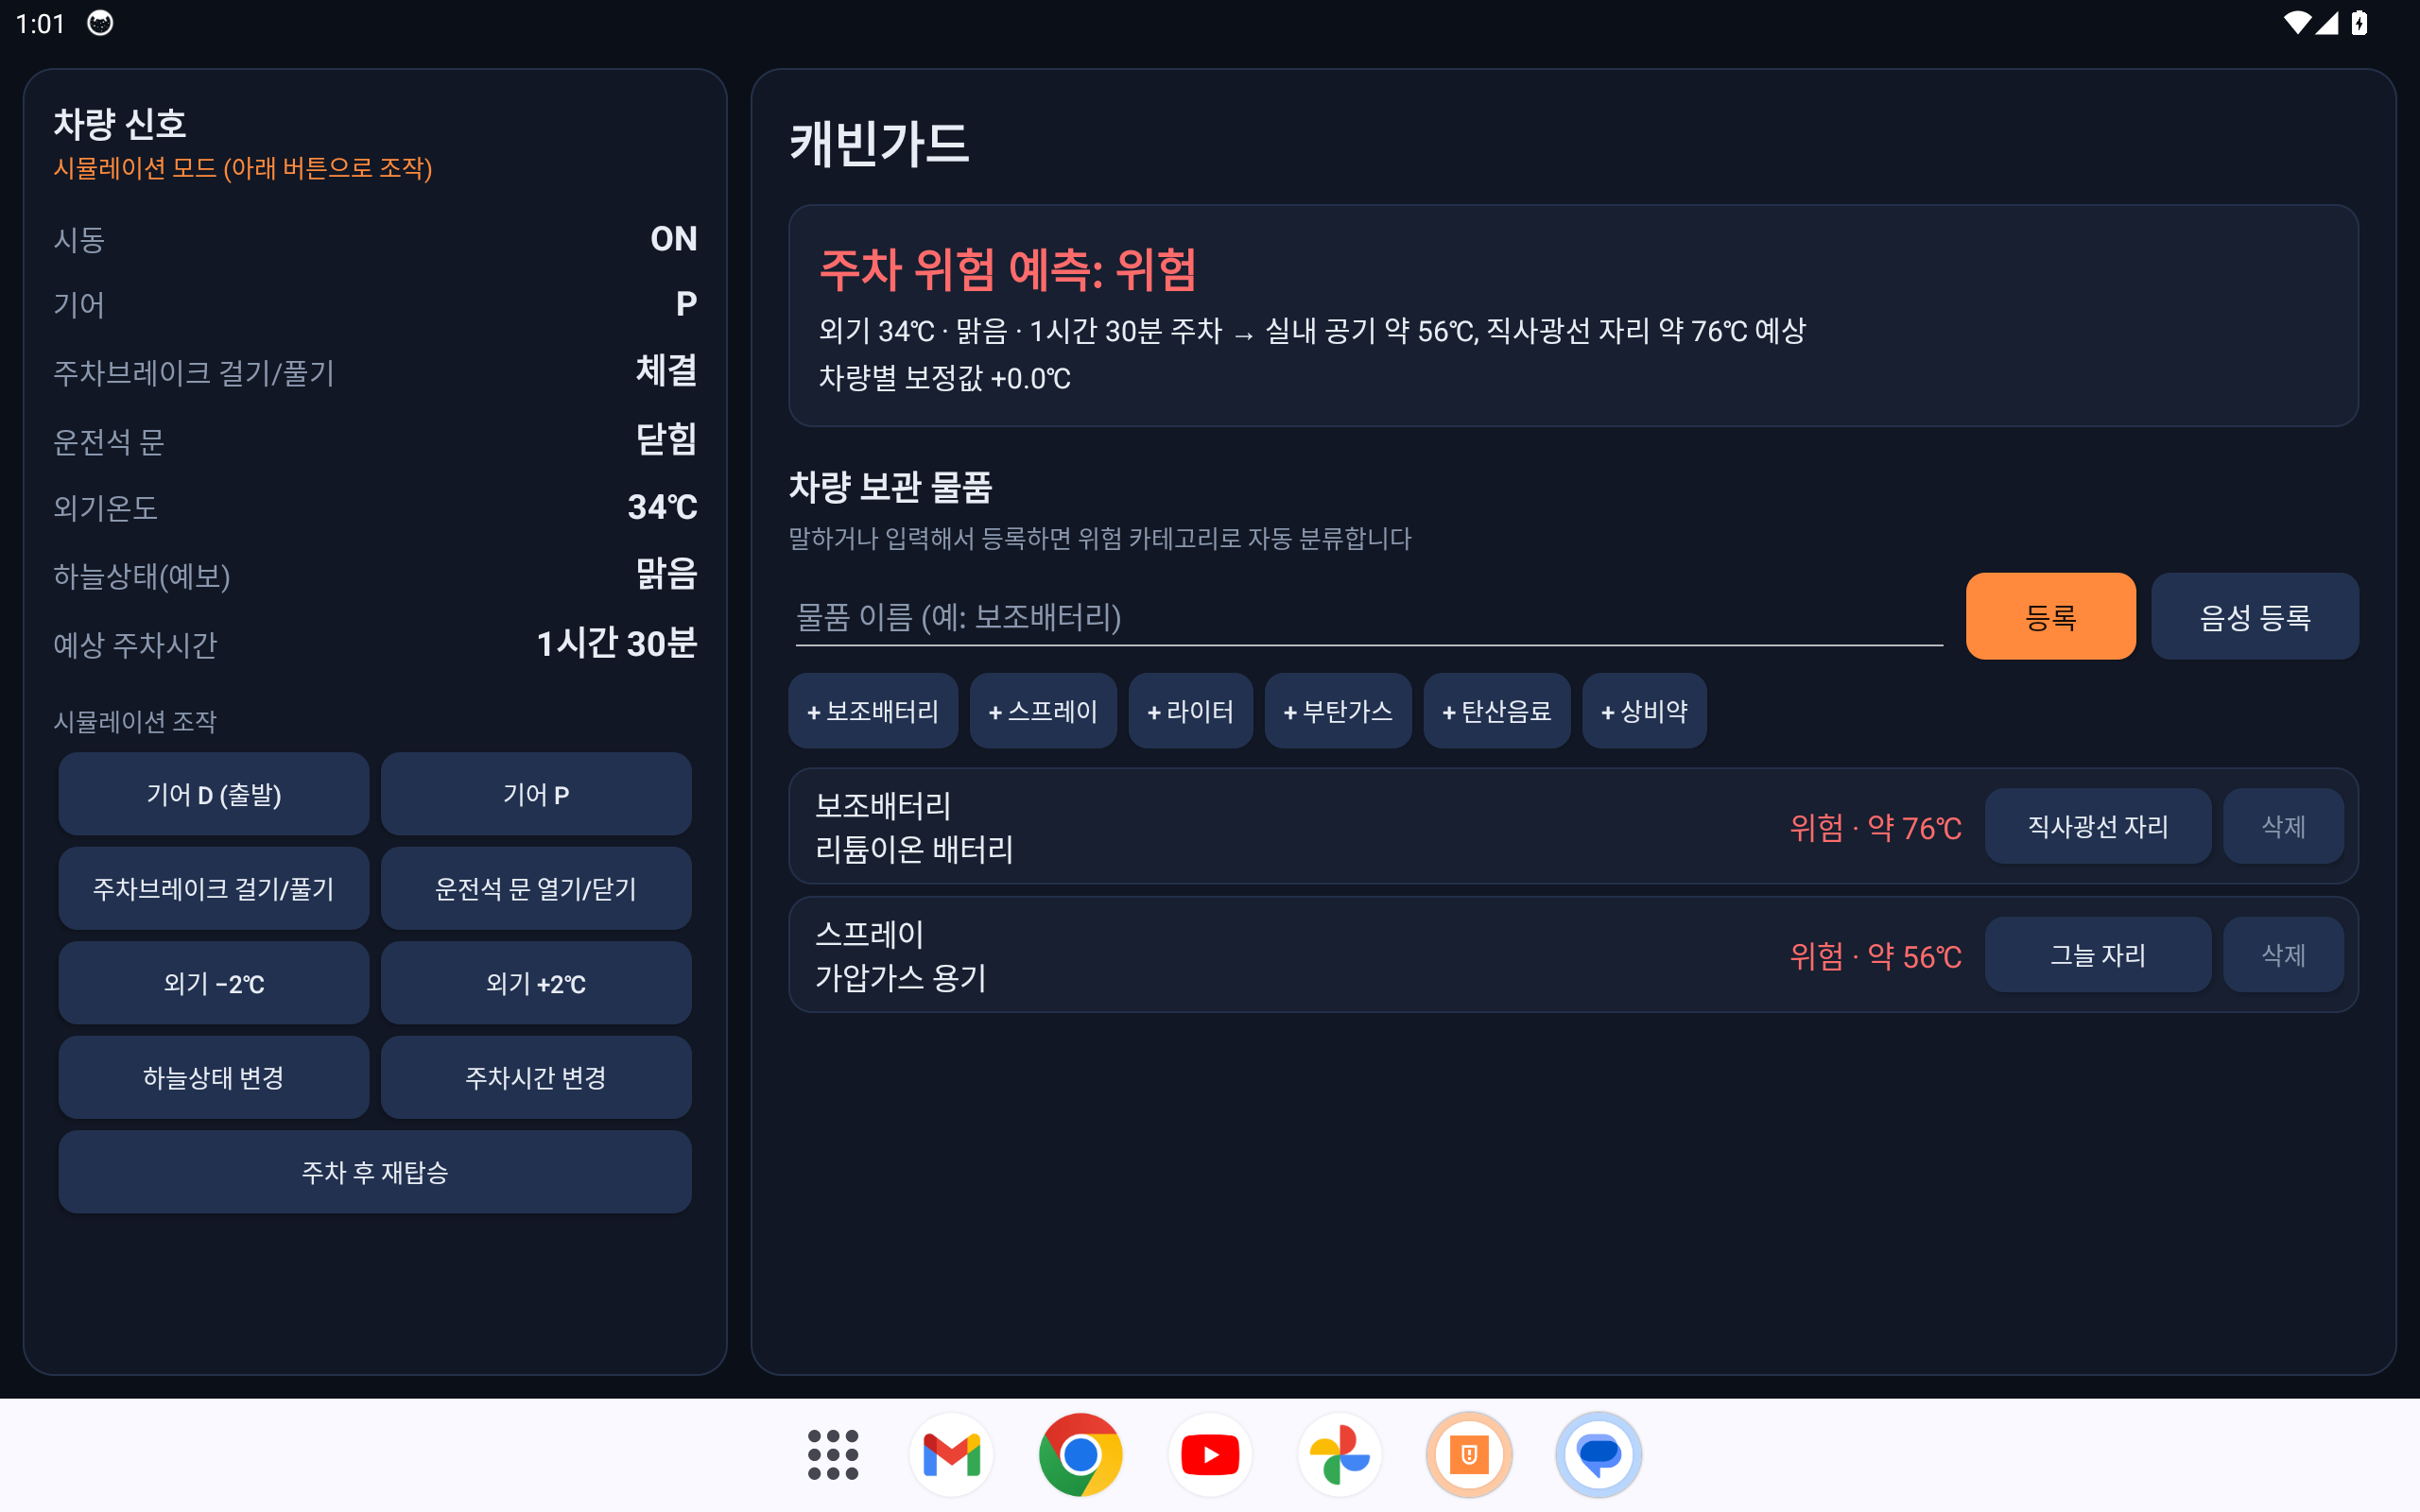 1:01
차량 신호
시뮬레이션 모드 (아래 버튼으로 조작)
시동 ON
기어 P
주차브레이크 걸기/풀기 체결
운전석 문 닫힘
외기온도 34℃
하늘상태(예보) 맑음
예상 주차시간 1시간 30분
시뮬레이션 조작
기어 D (출발) 기어 P
주차브레이크 걸기/풀기 운전석 문 열기/닫기
외기 −2℃ 외기 +2℃
하늘상태 변경 주차시간 변경
주차 후 재탑승
캐빈가드
주차 위험 예측: 위험
외기 34℃ · 맑음 · 1시간 30분 주차 → 실내 공기 약 56℃, 직사광선 자리 약 76℃ 예상
차량별 보정값 +0.0℃
차량 보관 물품
말하거나 입력해서 등록하면 위험 카테고리로 자동 분류합니다
물품 이름 (예: 보조배터리) 등록 음성 등록
+ 보조배터리 + 스프레이 + 라이터 + 부탄가스 + 탄산음료 + 상비약
보조배터리
리튬이온 배터리
위험 · 약 76℃ 직사광선 자리 삭제
스프레이
가압가스 용기
위험 · 약 56℃ 그늘 자리 삭제